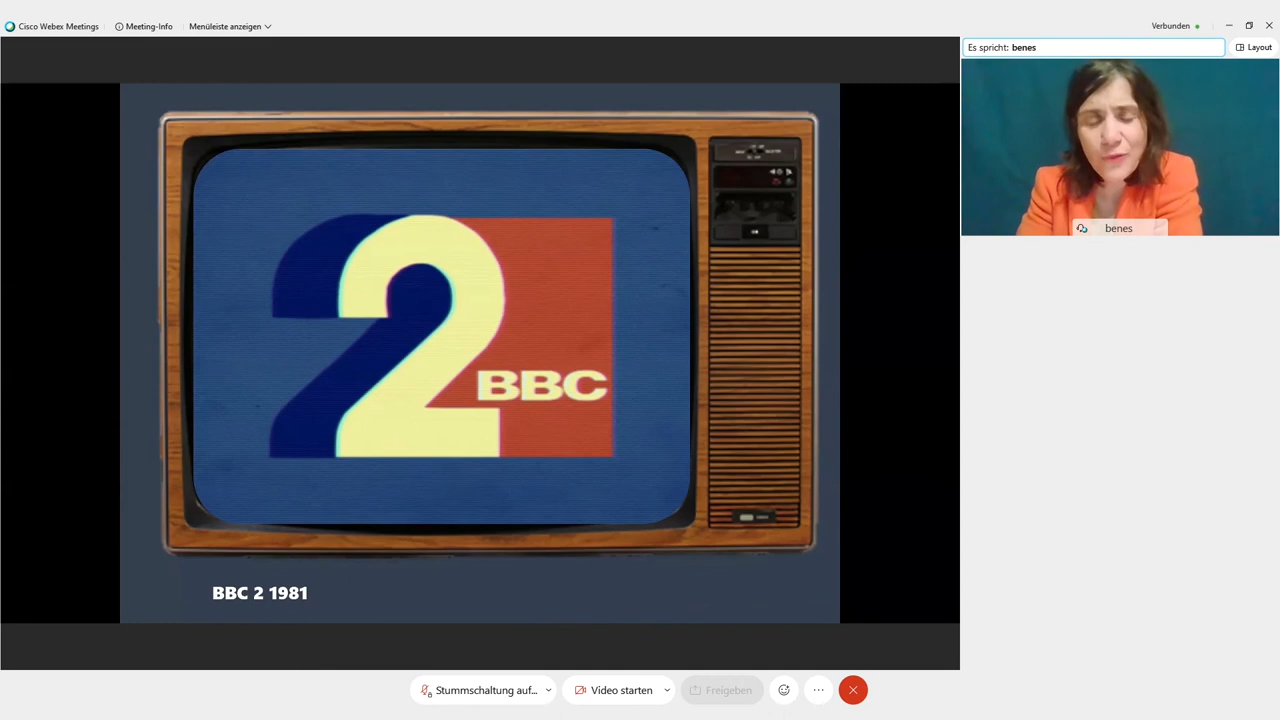 Cisco Webex Meetings
Meeting-Info
Menüleiste anzeigen
Verbunden
Es spricht: benes
Layout
benes
2
BBC
BBC 2 1981
Stummschaltung auf...
Video starten
Freigeben